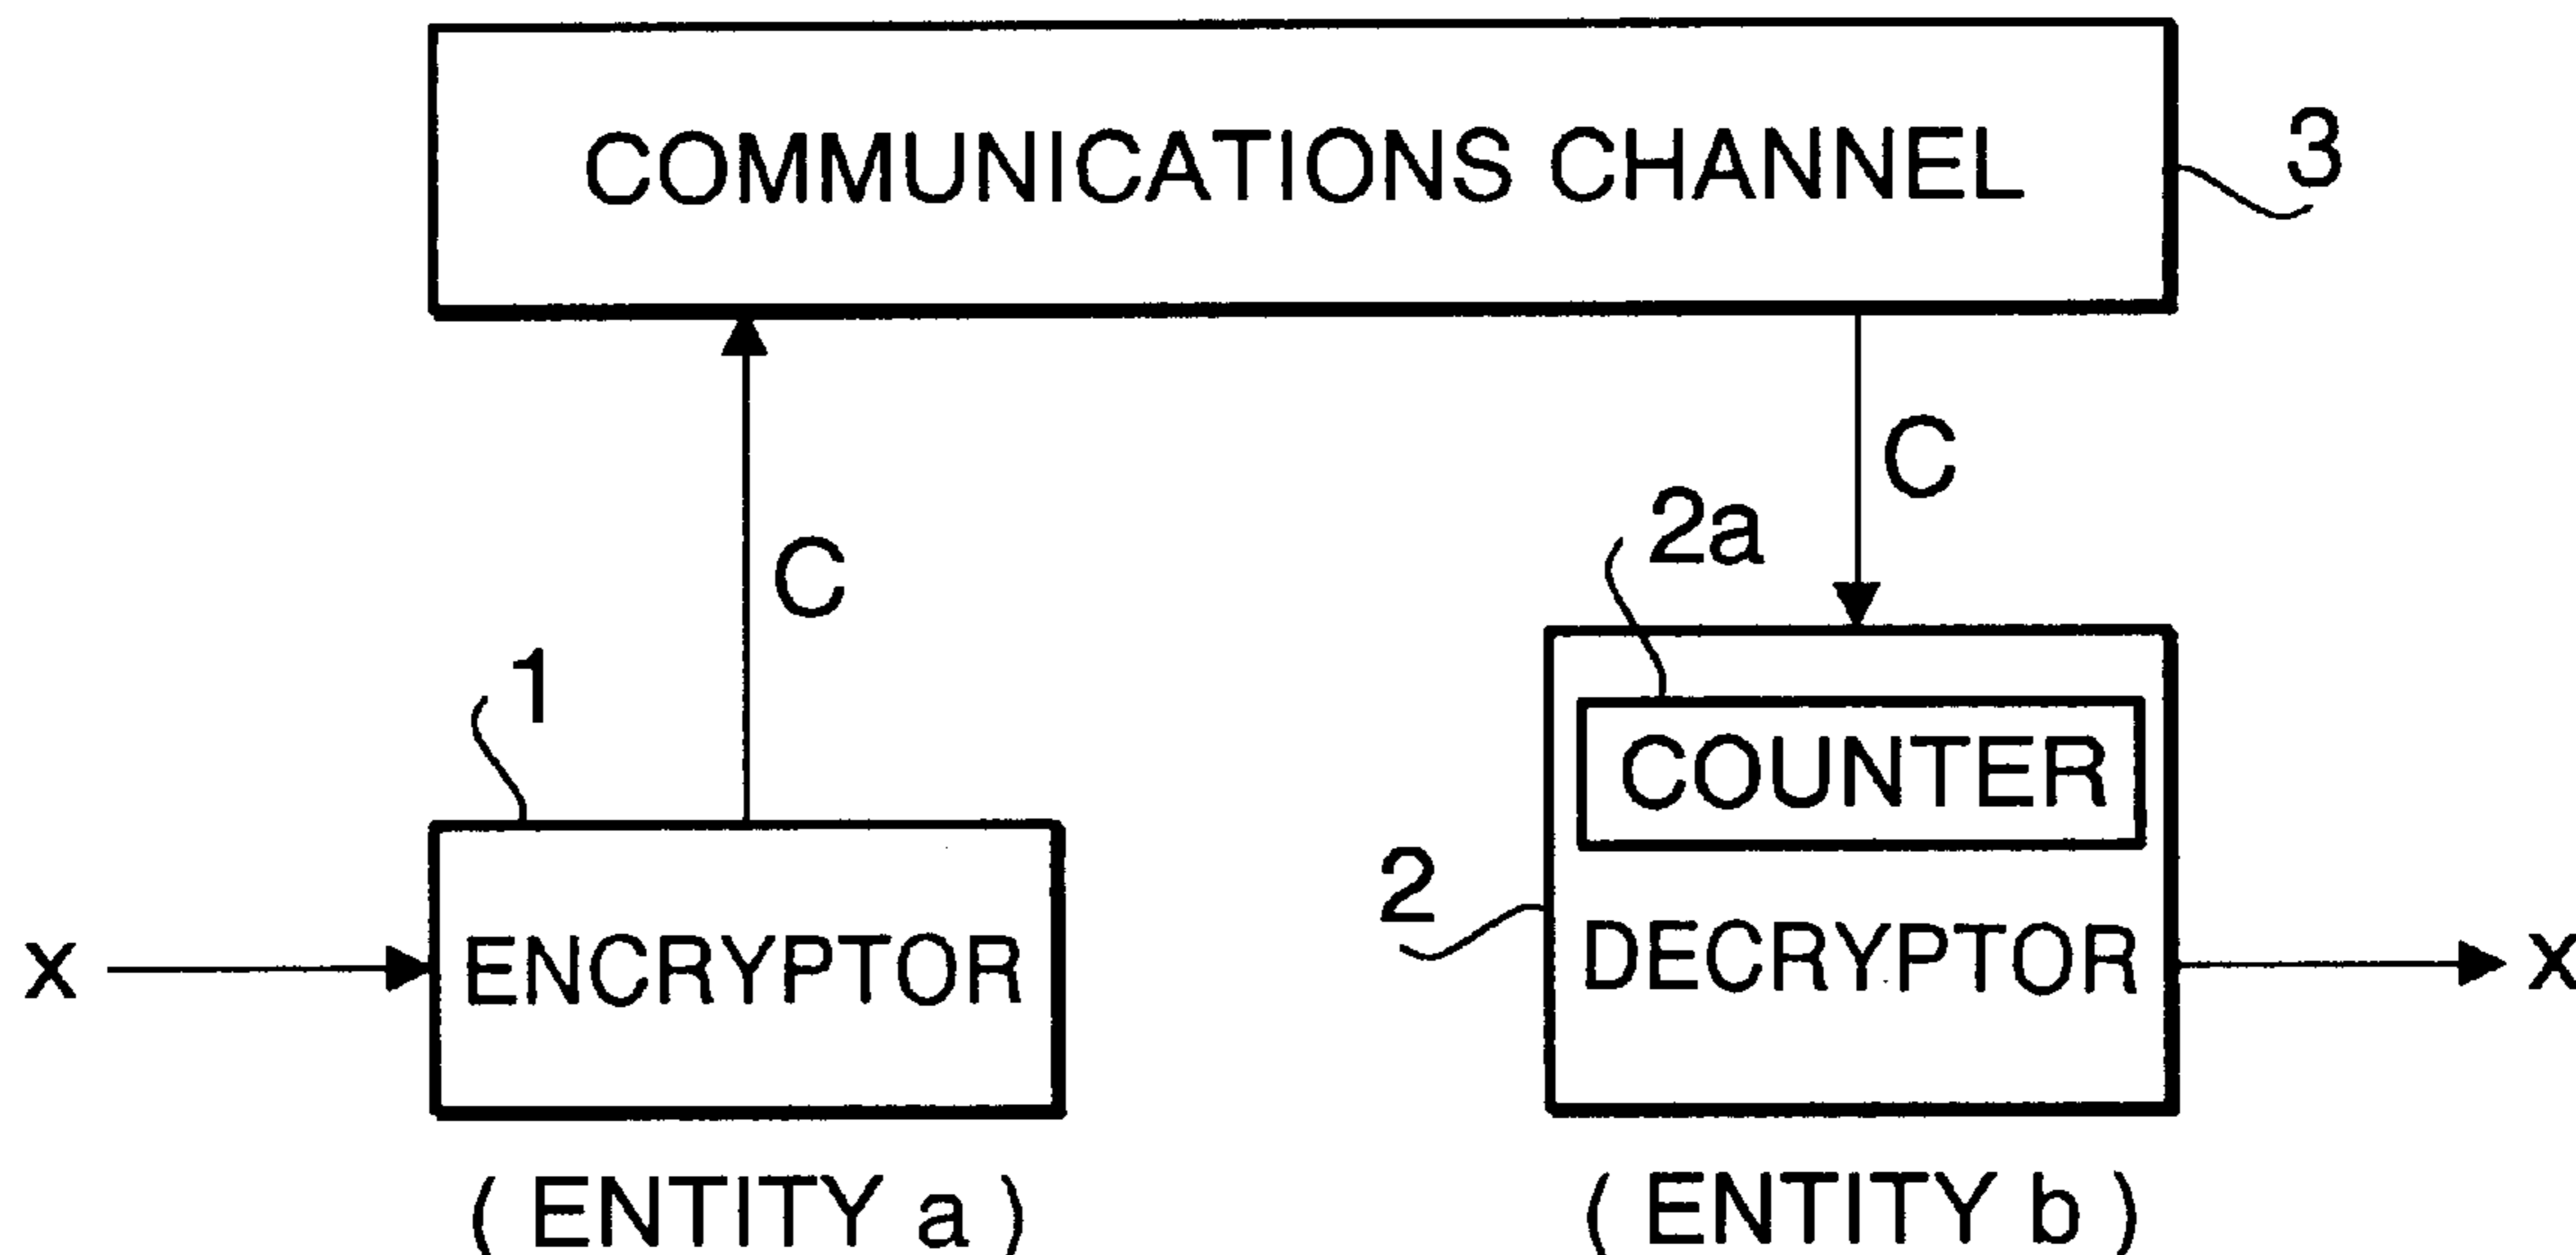 COMMUNICATIONS CHANNEL
3
C
C
2a
1
COUNTER
2
x
ENCRYPTOR
DECRYPTOR
x
( ENTITY a )
( ENTITY b )